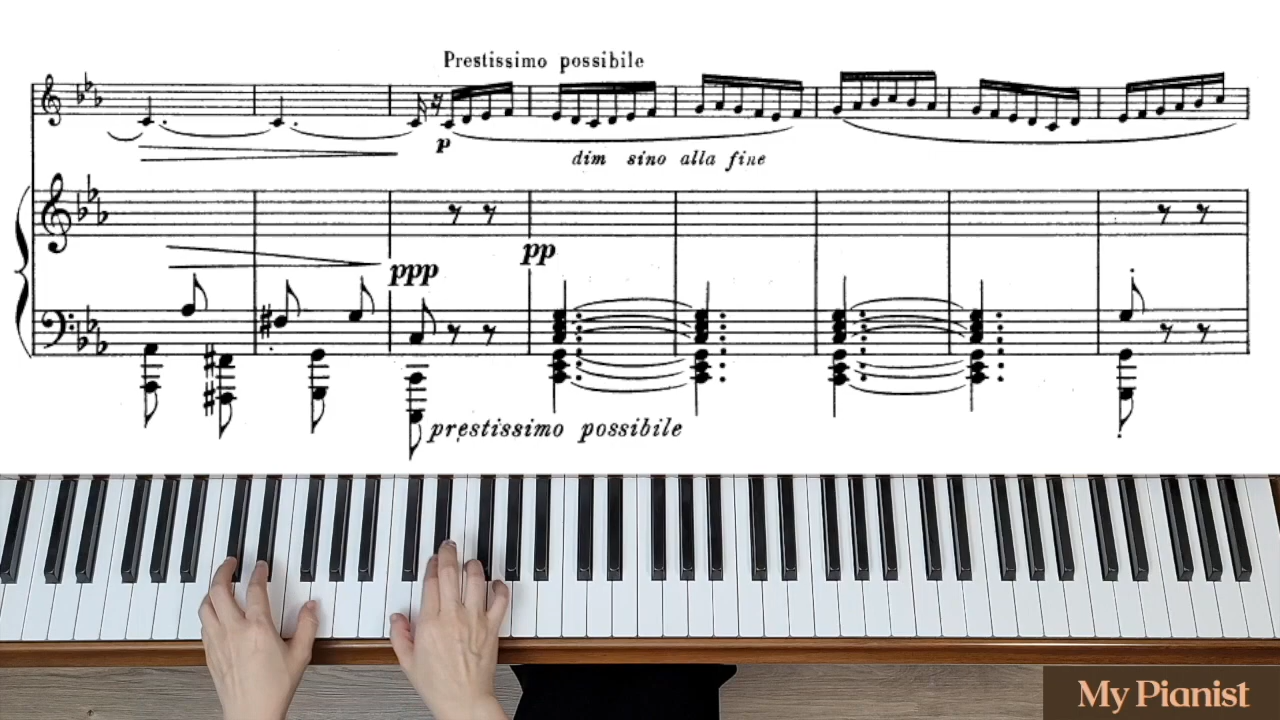 Prestissimo possibile
p
dim sino alla fine
ppp
pp
prestissimo possibile
My Pianist